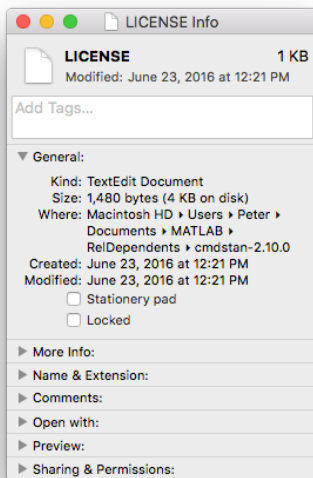 LICENSE Info
LICENSE 1 KB
Modified: June 23, 2016 at 12:21 PM
Add Tags...
General:
Kind: TextEdit Document
Size: 1,480 bytes (4 KB on disk)
Where: Macintosh HD ▸ Users ▸ Peter ▸
Documents ▸ MATLAB ▸
RelDependents ▸ cmdstan-2.10.0
Created: June 23, 2016 at 12:21 PM
Modified: June 23, 2016 at 12:21 PM
Stationery pad
Locked
More Info:
Name & Extension:
Comments:
Open with:
Preview:
Sharing & Permissions: